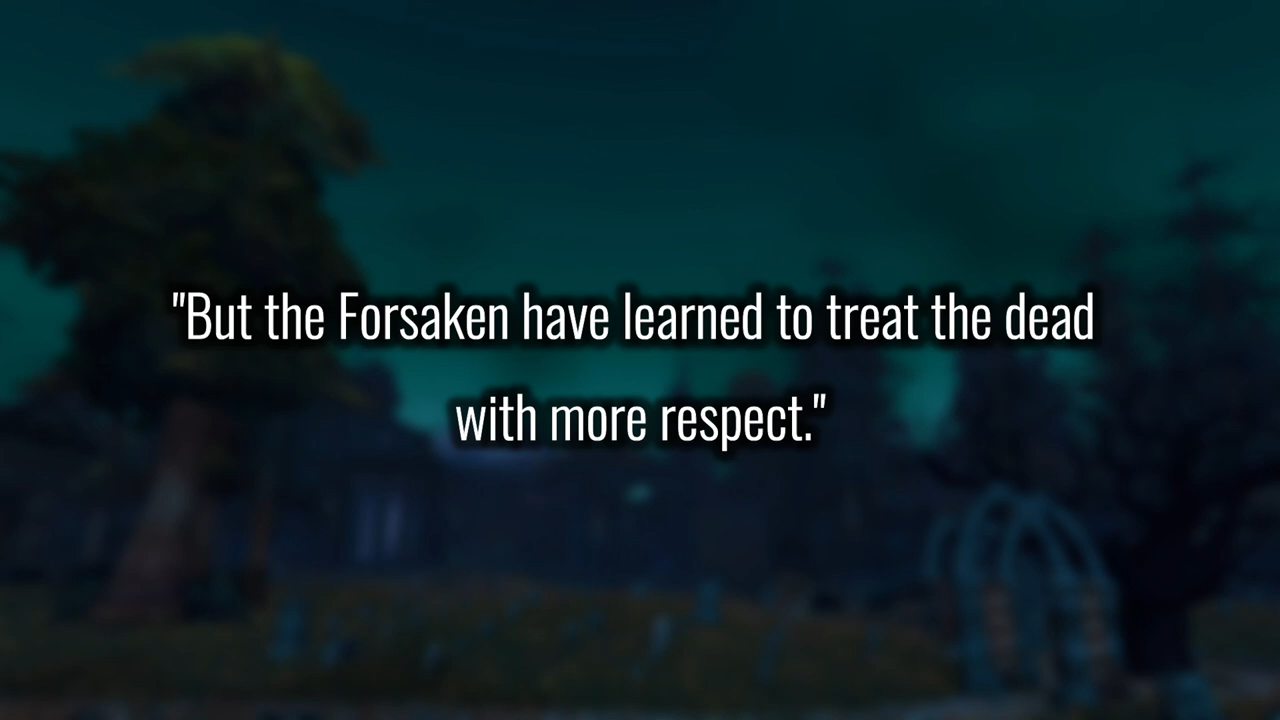 "But the Forsaken have learned to treat the dead
with more respect."